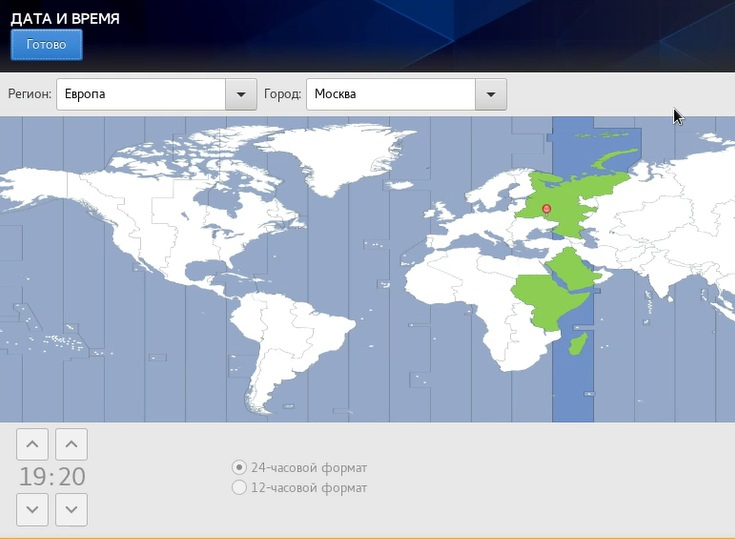 ДАТА И ВРЕМЯ
Готово
Регион: Европа Город: Москва
19:20
24-часовой формат
12-часовой формат